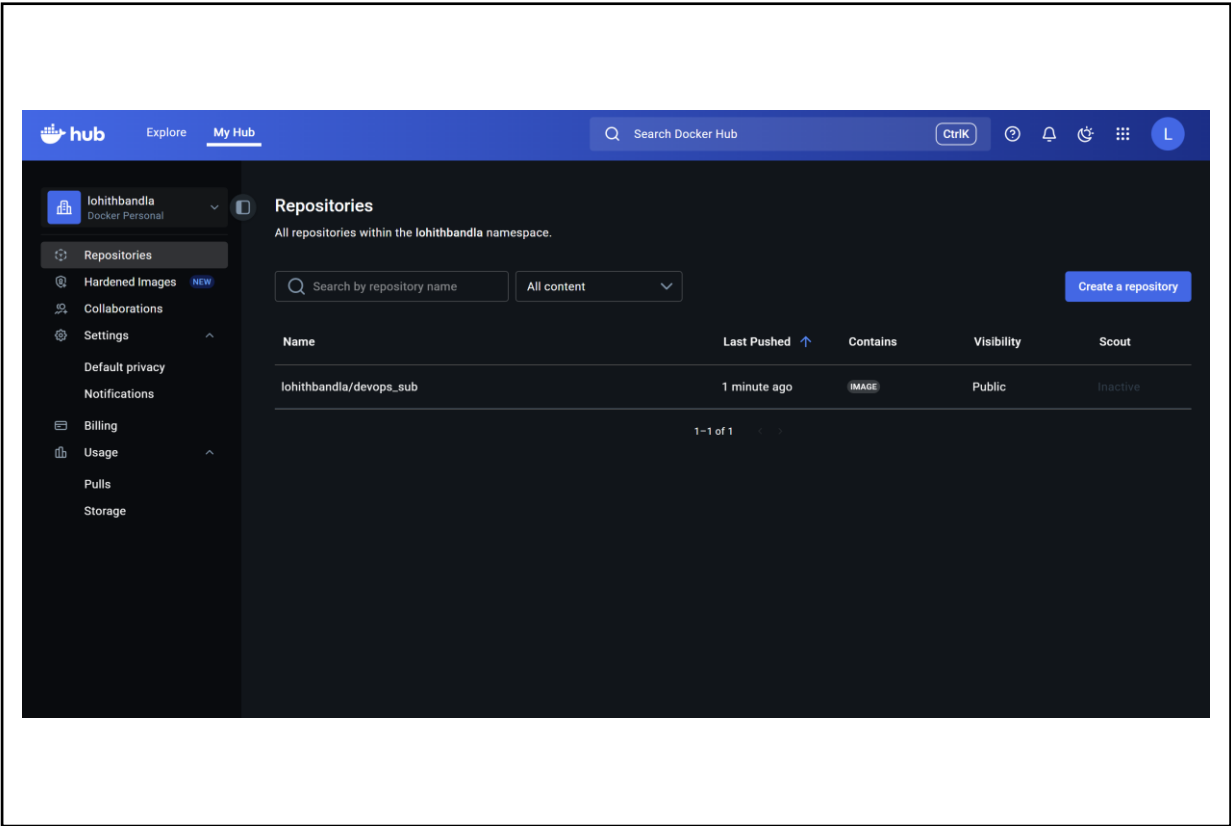 hub Explore My Hub Search Docker Hub CtrlK L
lohithbandla
Docker Personal
Repositories
Hardened Images NEW
Collaborations
Settings
Default privacy
Notifications
Billing
Usage
Pulls
Storage
Repositories
All repositories within the lohithbandla namespace.
Search by repository name All content Create a repository
Name Last Pushed Contains Visibility Scout
lohithbandla/devops_sub 1 minute ago IMAGE Public Inactive
1–1 of 1